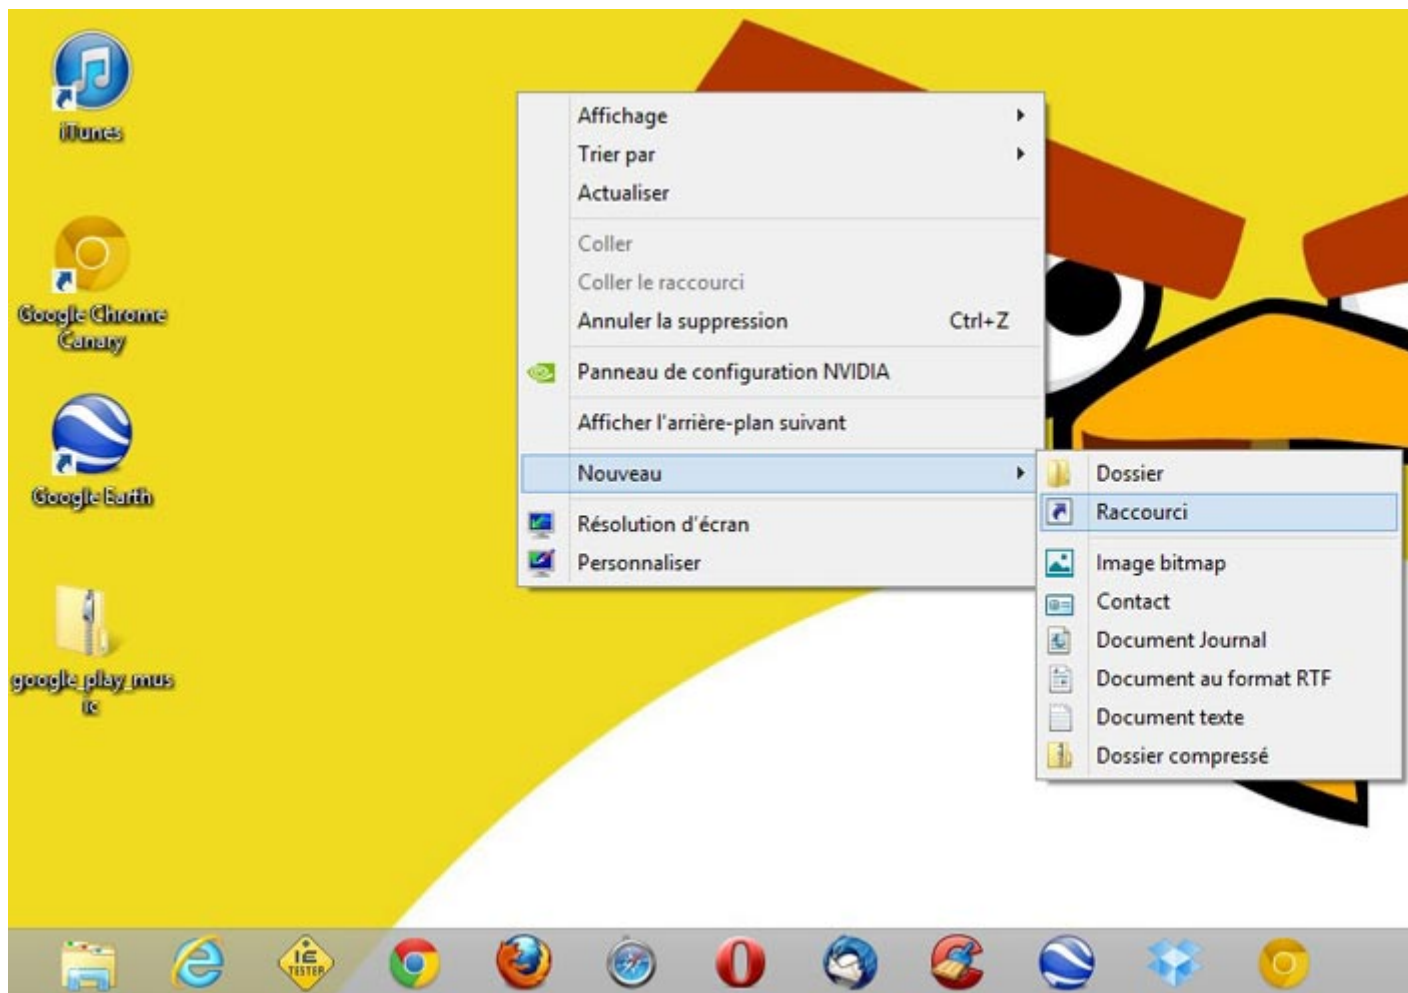 iTunes
Google Chrome
Canary
Google Earth
google_play_mus
ic
Affichage
Trier par
Actualiser
Coller
Coller le raccourci
Annuler la suppression Ctrl+Z
Panneau de configuration NVIDIA
Afficher l'arrière-plan suivant
Nouveau
Résolution d'écran
Personnaliser
Dossier
Raccourci
Image bitmap
Contact
Document Journal
Document au format RTF
Document texte
Dossier compressé
IE
TESTER